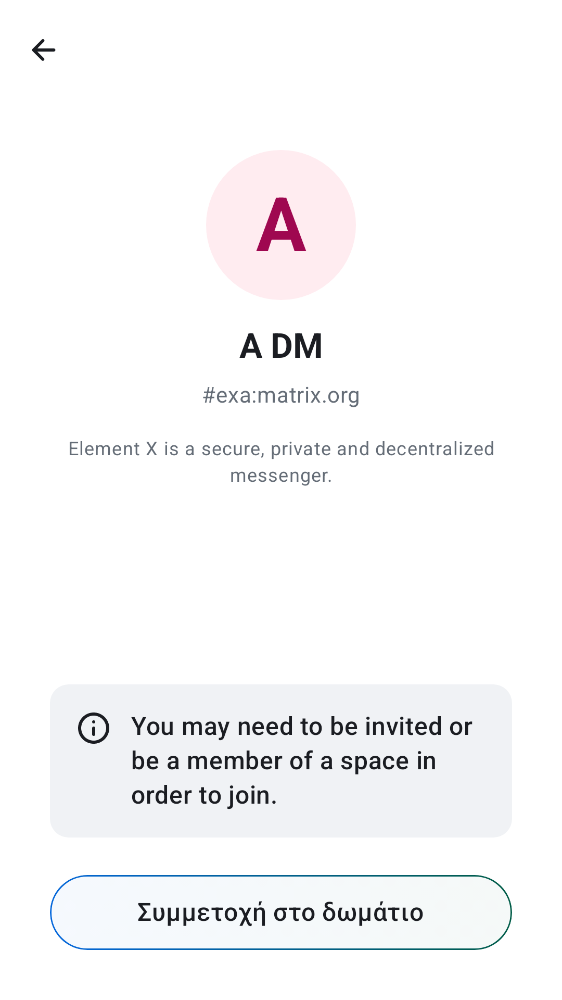 A
A DM
#exa:matrix.org
Element X is a secure, private and decentralized
messenger.
You may need to be invited or
be a member of a space in
order to join.
Συμμετοχή στο δωμάτιο